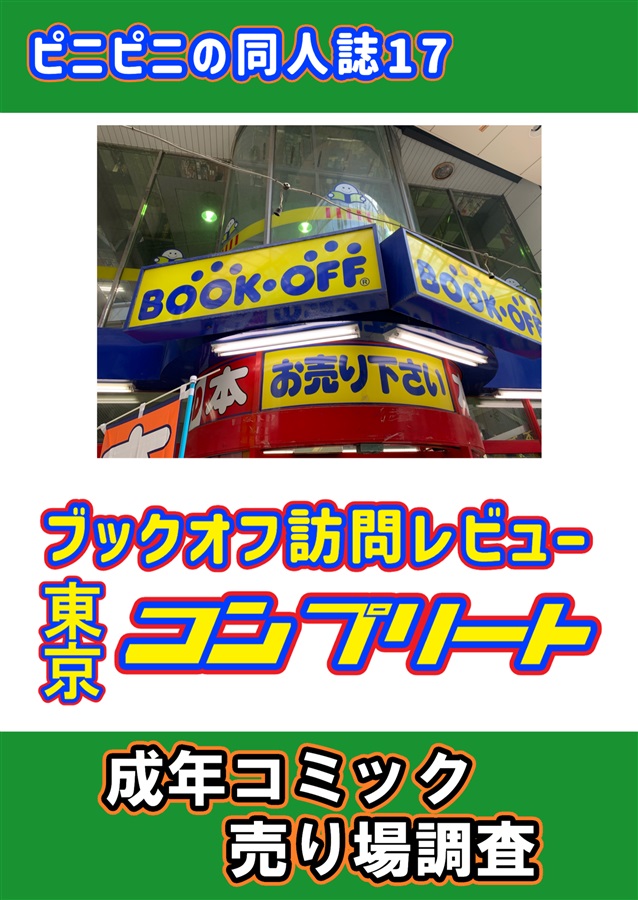 ピニピニの同人誌17
BOOK・OFF®
BOOK・OFF
お売り下さい
本
ブックオフ訪問レビュー
東京
コンプリート
成年コミック
売り場調査